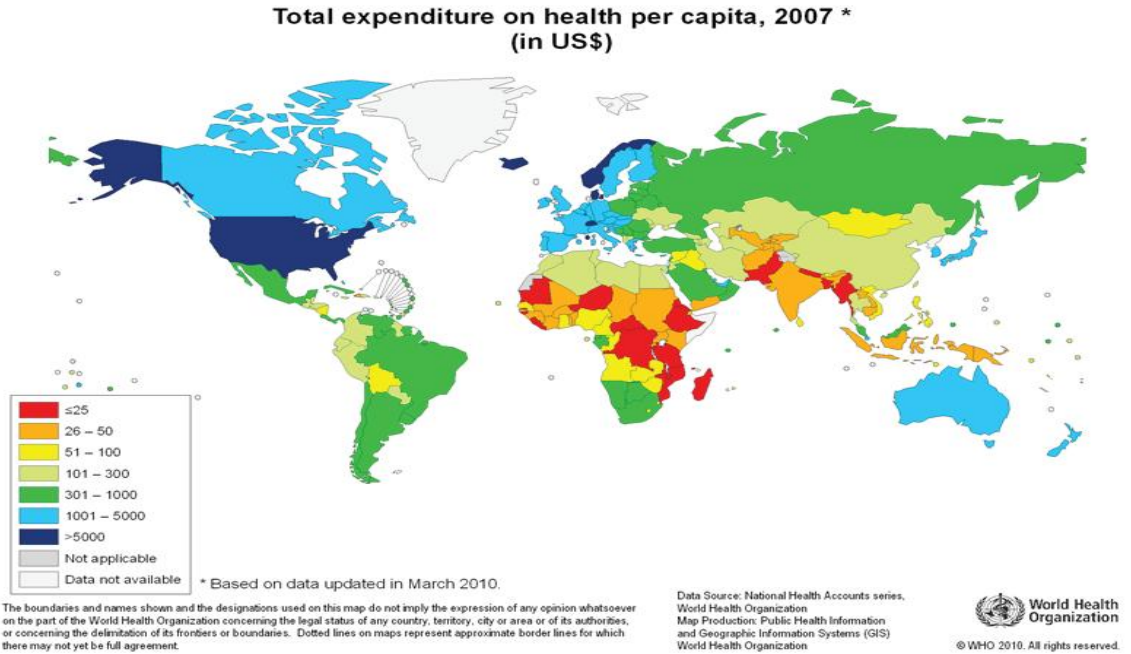 Total expenditure on health per capita, 2007 *
(in US$)
≤25
26 – 50
51 – 100
101 – 300
301 – 1000
1001 – 5000
>5000
Not applicable
Data not available
* Based on data updated in March 2010.
The boundaries and names shown and the designations used on this map do not imply the expression of any opinion whatsoever
on the part of the World Health Organization concerning the legal status of any country, territory, city or area or of its authorities,
or concerning the delimitation of its frontiers or boundaries.  Dotted lines on maps represent approximate border lines for which
there may not yet be full agreement.
Data Source: National Health Accounts series,
World Health Organization
Map Production: Public Health Information
and Geographic Information Systems (GIS)
World Health Organization
World Health
Organization
© WHO 2010. All rights reserved.